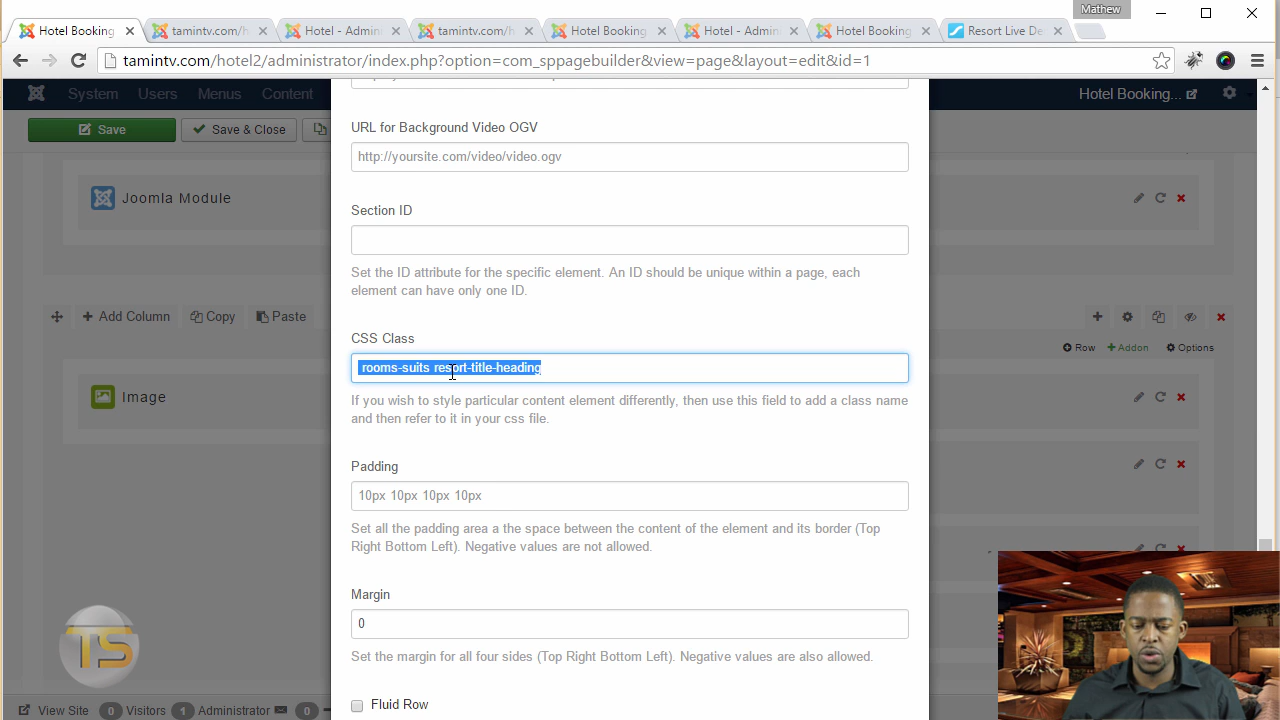 Mathew
Hotel Booking
tamintv.com/
Hotel - Admin
tamintv.com/h
Hotel Booking
Hotel - Admin
Hotel Booking
Resort Live De
tamintv.com/hotel2/administrator/index.php?option=com_sppagebuilder&view=page&layout=edit&id=1
System Users Menus Content Hotel Booking...
Save Save & Close
URL for Background Video OGV
http://yoursite.com/video/video.ogv
Joomla Module
Section ID
Set the ID attribute for the specific element. An ID should be unique within a page, each
element can have only one ID.
Add Column Copy Paste
CSS Class
Row Addon Options
rooms-suits resort-title-heading
Image
If you wish to style particular content element differently, then use this field to add a class name
and then refer to it in your css file.
Padding
10px 10px 10px 10px
Set all the padding area a the space between the content of the element and its border (Top
Right Bottom Left). Negative values are not allowed.
Margin
0
TS
Set the margin for all four sides (Top Right Bottom Left). Negative values are also allowed.
Fluid Row
View Site 0 Visitors 1 Administrator 0